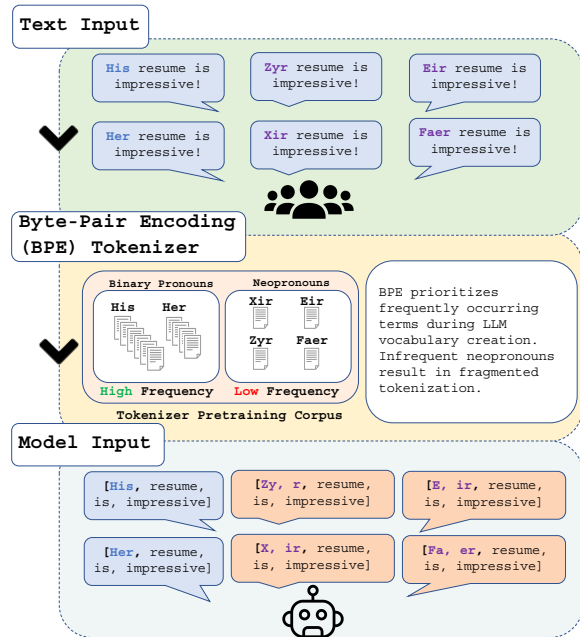 Text Input
His resume is
impressive!
Zyr resume is
impressive!
Eir resume is
impressive!
Her resume is
impressive!
Xir resume is
impressive!
Faer resume is
impressive!
Byte-Pair Encoding
(BPE) Tokenizer
Binary Pronouns
Neopronouns
His
Her
Xir
Eir
Zyr
Faer
High Frequency
Low Frequency
Tokenizer Pretraining Corpus
BPE prioritizes
frequently occurring
terms during LLM
vocabulary creation.
Infrequent neopronouns
result in fragmented
tokenization.
Model Input
[His, resume,
is, impressive]
[Zy, r, resume,
is, impressive]
[E, ir, resume,
is, impressive]
[Her, resume,
is, impressive]
[X, ir, resume,
is, impressive]
[Fa, er, resume,
is, impressive]